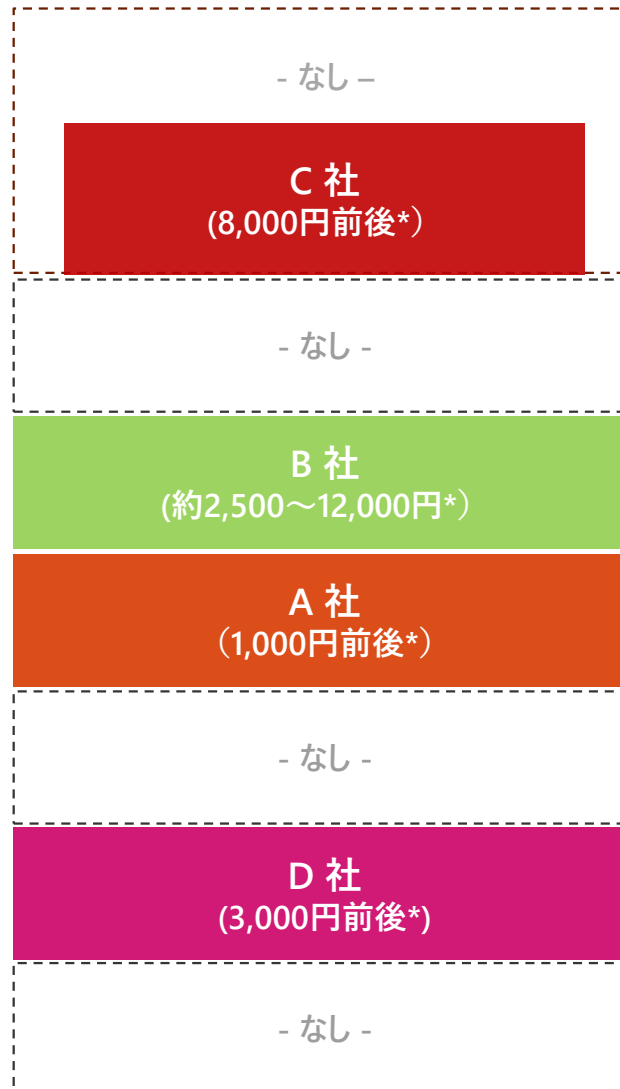 - なし –
C 社
(8,000円前後*）
- なし -
B 社
(約2,500～12,000円*）
A 社
（1,000円前後*）
- なし -
D 社
(3,000円前後*)
- なし -